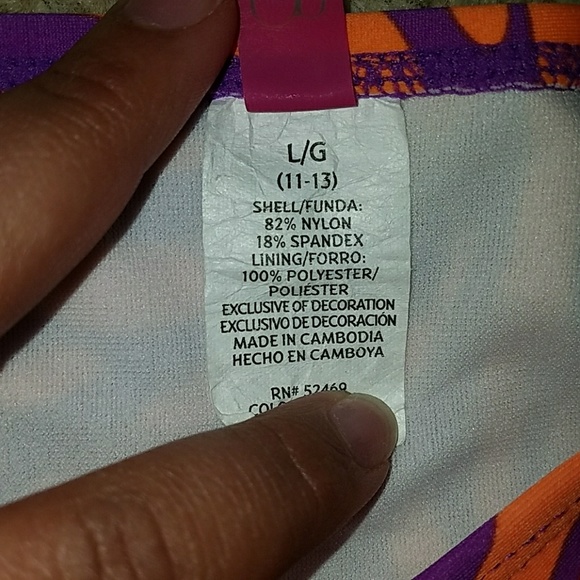 L/G
(11-13)
SHELL/FUNDA:
82% NYLON
18% SPANDEX
LINING/FORRO:
100% POLYESTER/
POLIÉSTER
EXCLUSIVE OF DECORATION
EXCLUSIVO DE DECORACIÓN
MADE IN CAMBODIA
HECHO EN CAMBOYA
RN# 52469